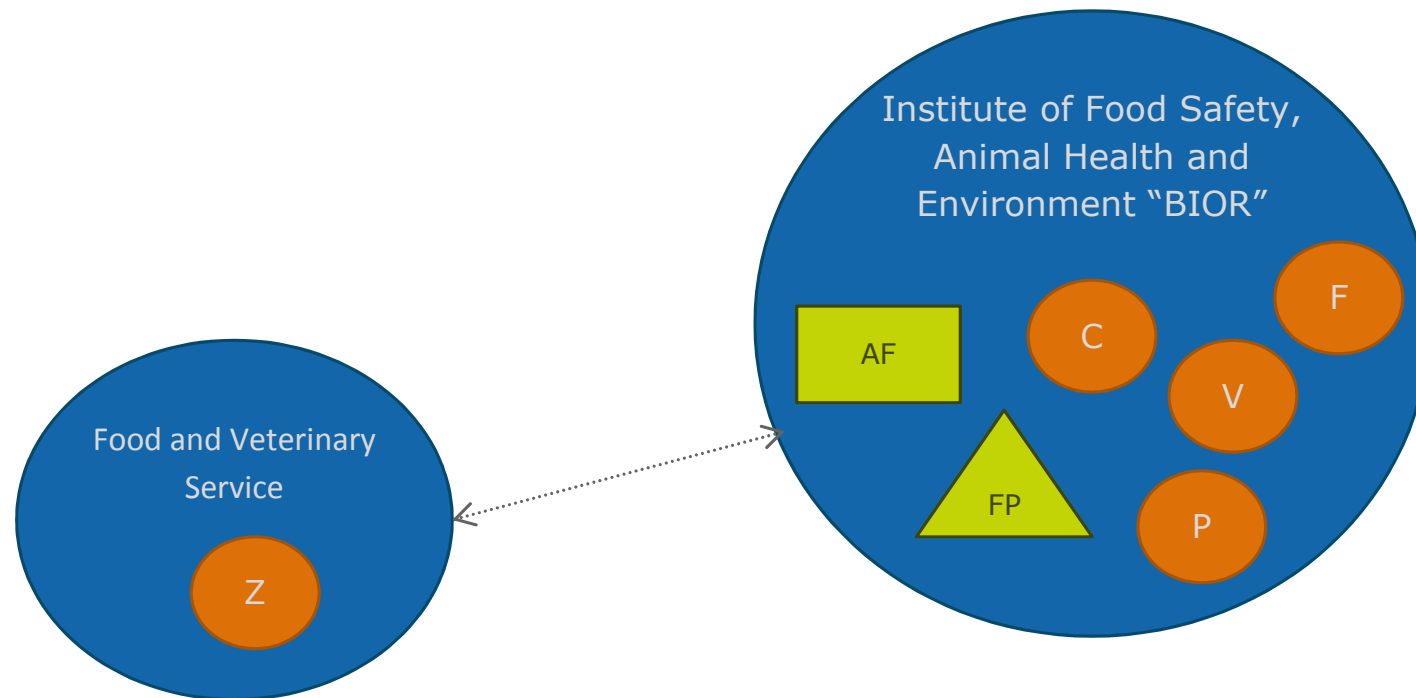 Institute of Food Safety,
Animal Health and
Environment “BIOR”
F
C
AF
V
FP
P
Food and Veterinary
Service
Z